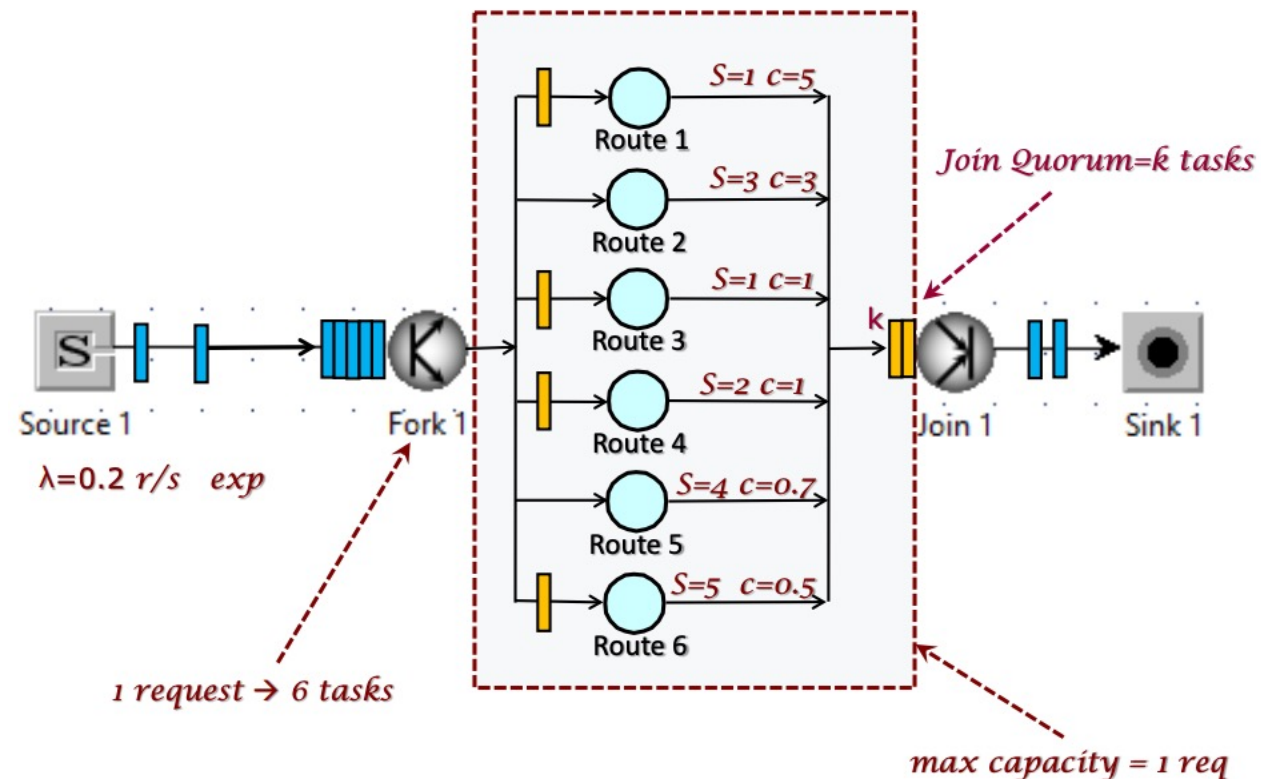 S=1 c=5
Route 1
Join Quorum=k tasks
S=3 c=3
Route 2
S=1 c=1
k
Route 3
S
Source 1
Fork 1
Join 1
Sink 1
S=2 c=1
Route 4
λ=0.2 r/s exp
S=4 c=0.7
Route 5
S=5 c=0.5
Route 6
1 request → 6 tasks
max capacity = 1 req